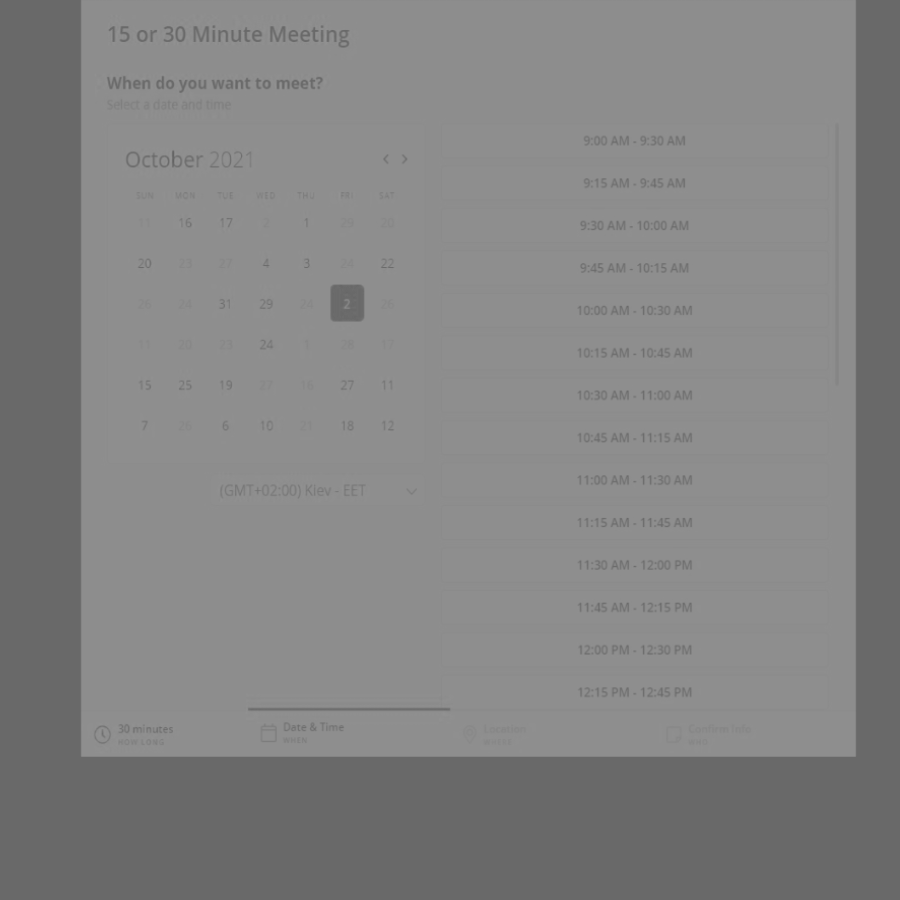 15 or 30 Minute Meeting
When do you want to meet?
Select a date and time
October 2021
SUN MON TUE WED THU FRI SAT
11 16 17 2 1 29 30
20 23 27 4 3 24 22
26 24 31 29 24 2 26
11 20 23 24 1 28 17
15 25 19 27 16 27 11
7 26 6 10 21 18 12
(GMT+02:00) Kiev - EET
9:00 AM - 9:30 AM
9:15 AM - 9:45 AM
9:30 AM - 10:00 AM
9:45 AM - 10:15 AM
10:00 AM - 10:30 AM
10:15 AM - 10:45 AM
10:30 AM - 11:00 AM
10:45 AM - 11:15 AM
11:00 AM - 11:30 AM
11:15 AM - 11:45 AM
11:30 AM - 12:00 PM
11:45 AM - 12:15 PM
12:00 PM - 12:30 PM
12:15 PM - 12:45 PM
30 minutes
HOW LONG
Date & Time
WHEN
Location
WHERE
Confirm Info
WHO